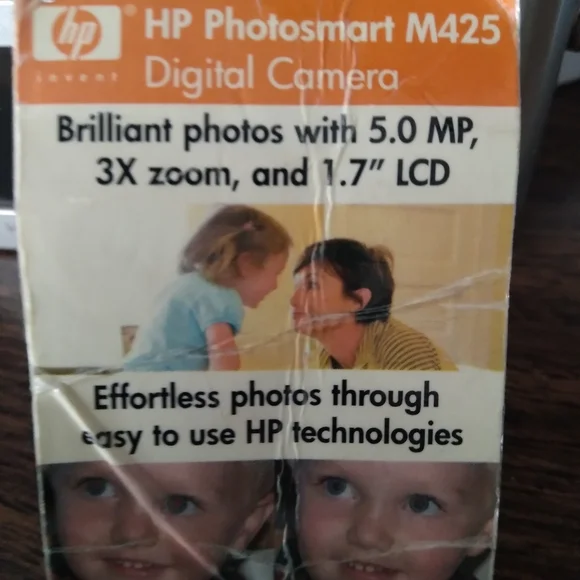 hp
HP Photosmart M425
invent
Digital Camera
Brilliant photos with 5.0 MP,
3X zoom, and 1.7" LCD
Effortless photos through
easy to use HP technologies